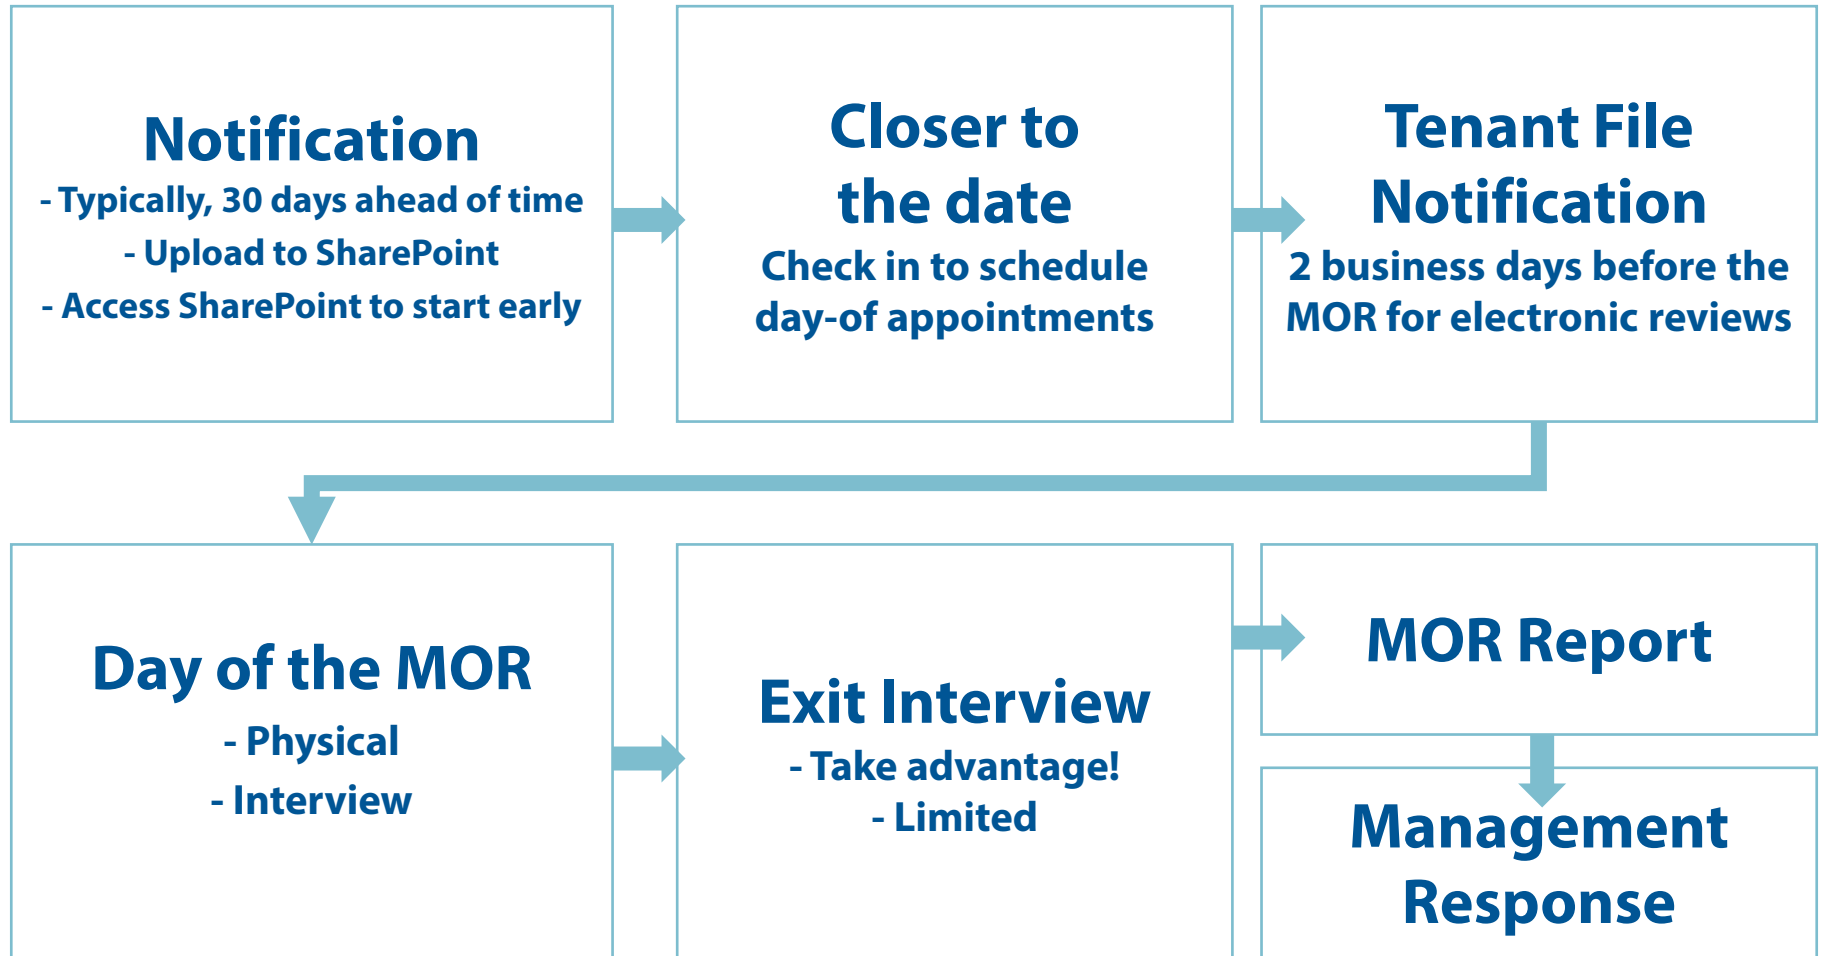 Notification
- Typically, 30 days ahead of time
- Upload to SharePoint
- Access SharePoint to start early
Closer to
the date
Check in to schedule
day-of appointments
Tenant File
Notification
2 business days before the
MOR for electronic reviews
Day of the MOR
- Physical
- Interview
Exit Interview
- Take advantage!
- Limited
MOR Report
Management
Response